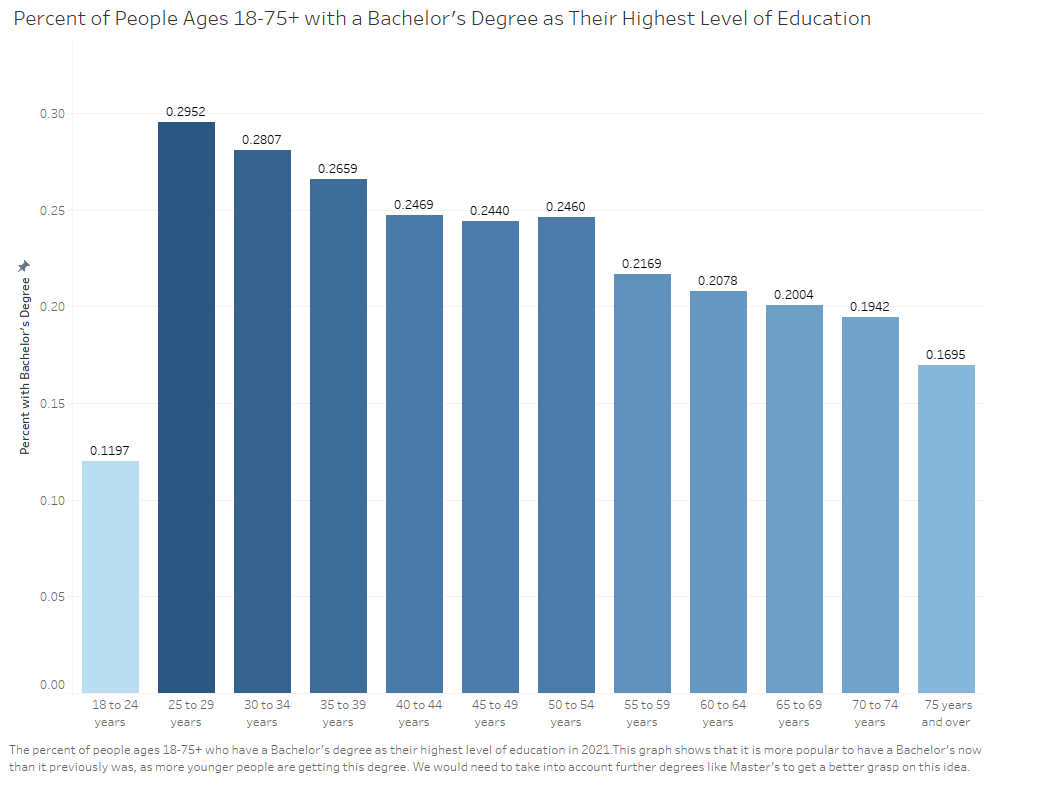 Percent of People Ages 18-75+ with a Bachelor's Degree as Their Highest Level of Education
Percent with Bachelor's Degree
0.30
0.25
0.20
0.15
0.10
0.05
0.00
0.1197
0.2952
0.2807
0.2659
0.2469
0.2440
0.2460
0.2169
0.2078
0.2004
0.1942
0.1695
18 to 24
years
25 to 29
years
30 to 34
years
35 to 39
years
40 to 44
years
45 to 49
years
50 to 54
years
55 to 59
years
60 to 64
years
65 to 69
years
70 to 74
years
75 years
and over
The percent of people ages 18-75+ who have a Bachelor's degree as their highest level of education in 2021.This graph shows that it is more popular to have a Bachelor's now
than it previously was, as more younger people are getting this degree. We would need to take into account further degrees like Master's to get a better grasp on this idea.